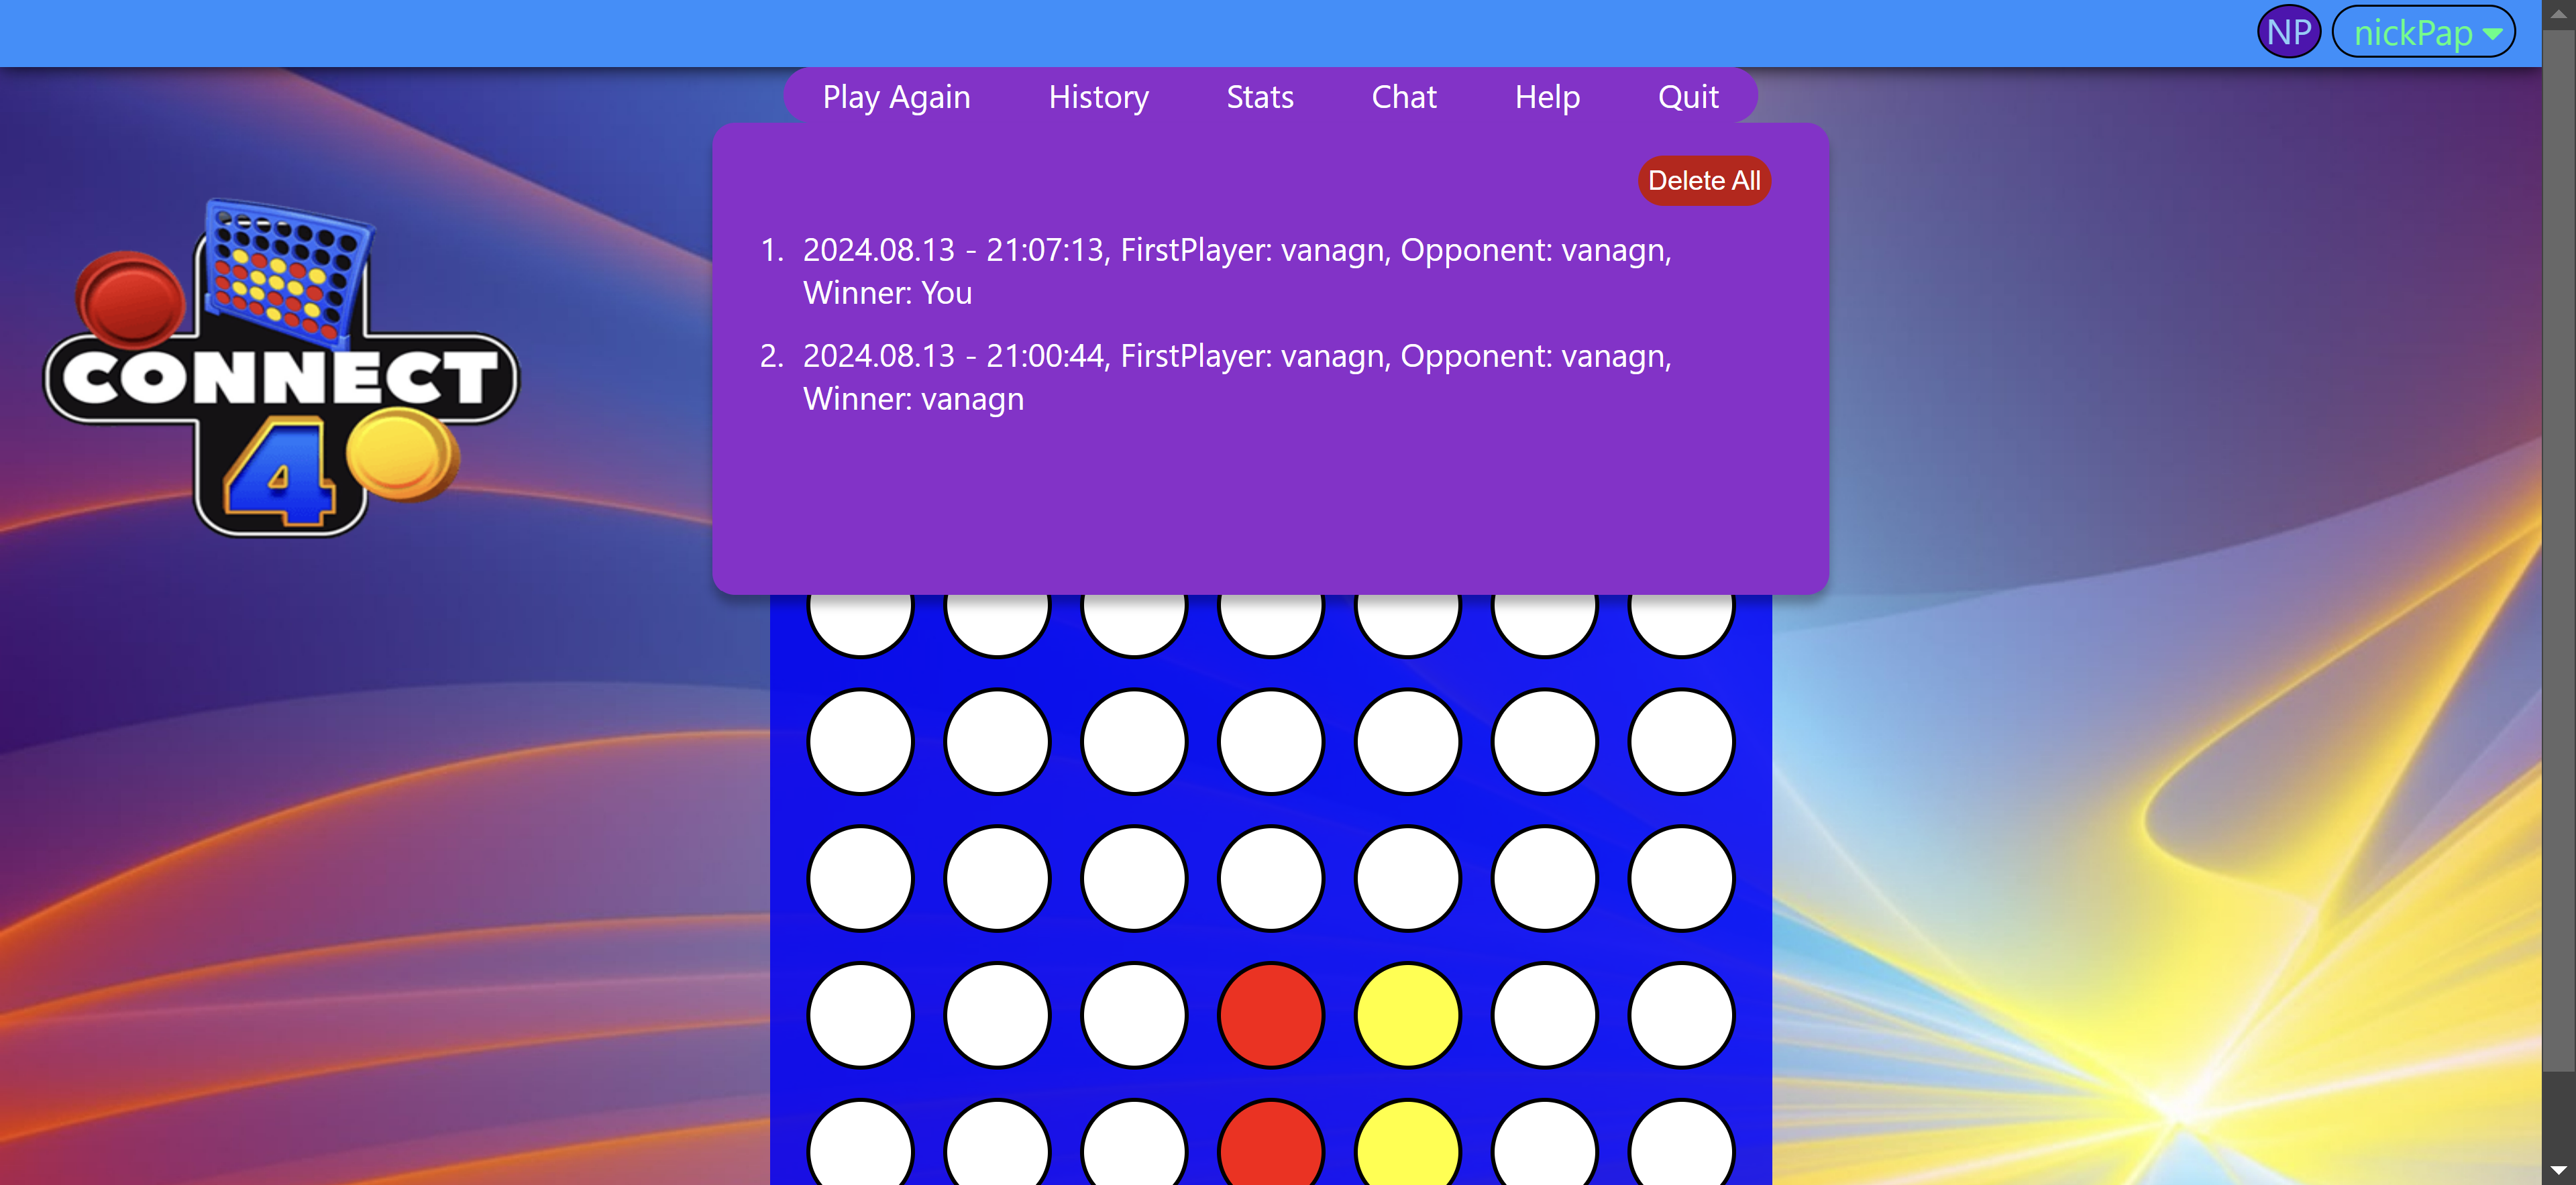 NP nickPap
Play Again History Stats Chat Help Quit
Delete All
1. 2024.08.13 - 21:07:13, FirstPlayer: vanagn, Opponent: vanagn,
Winner: You
2. 2024.08.13 - 21:00:44, FirstPlayer: vanagn, Opponent: vanagn,
Winner: vanagn
CONNECT
4